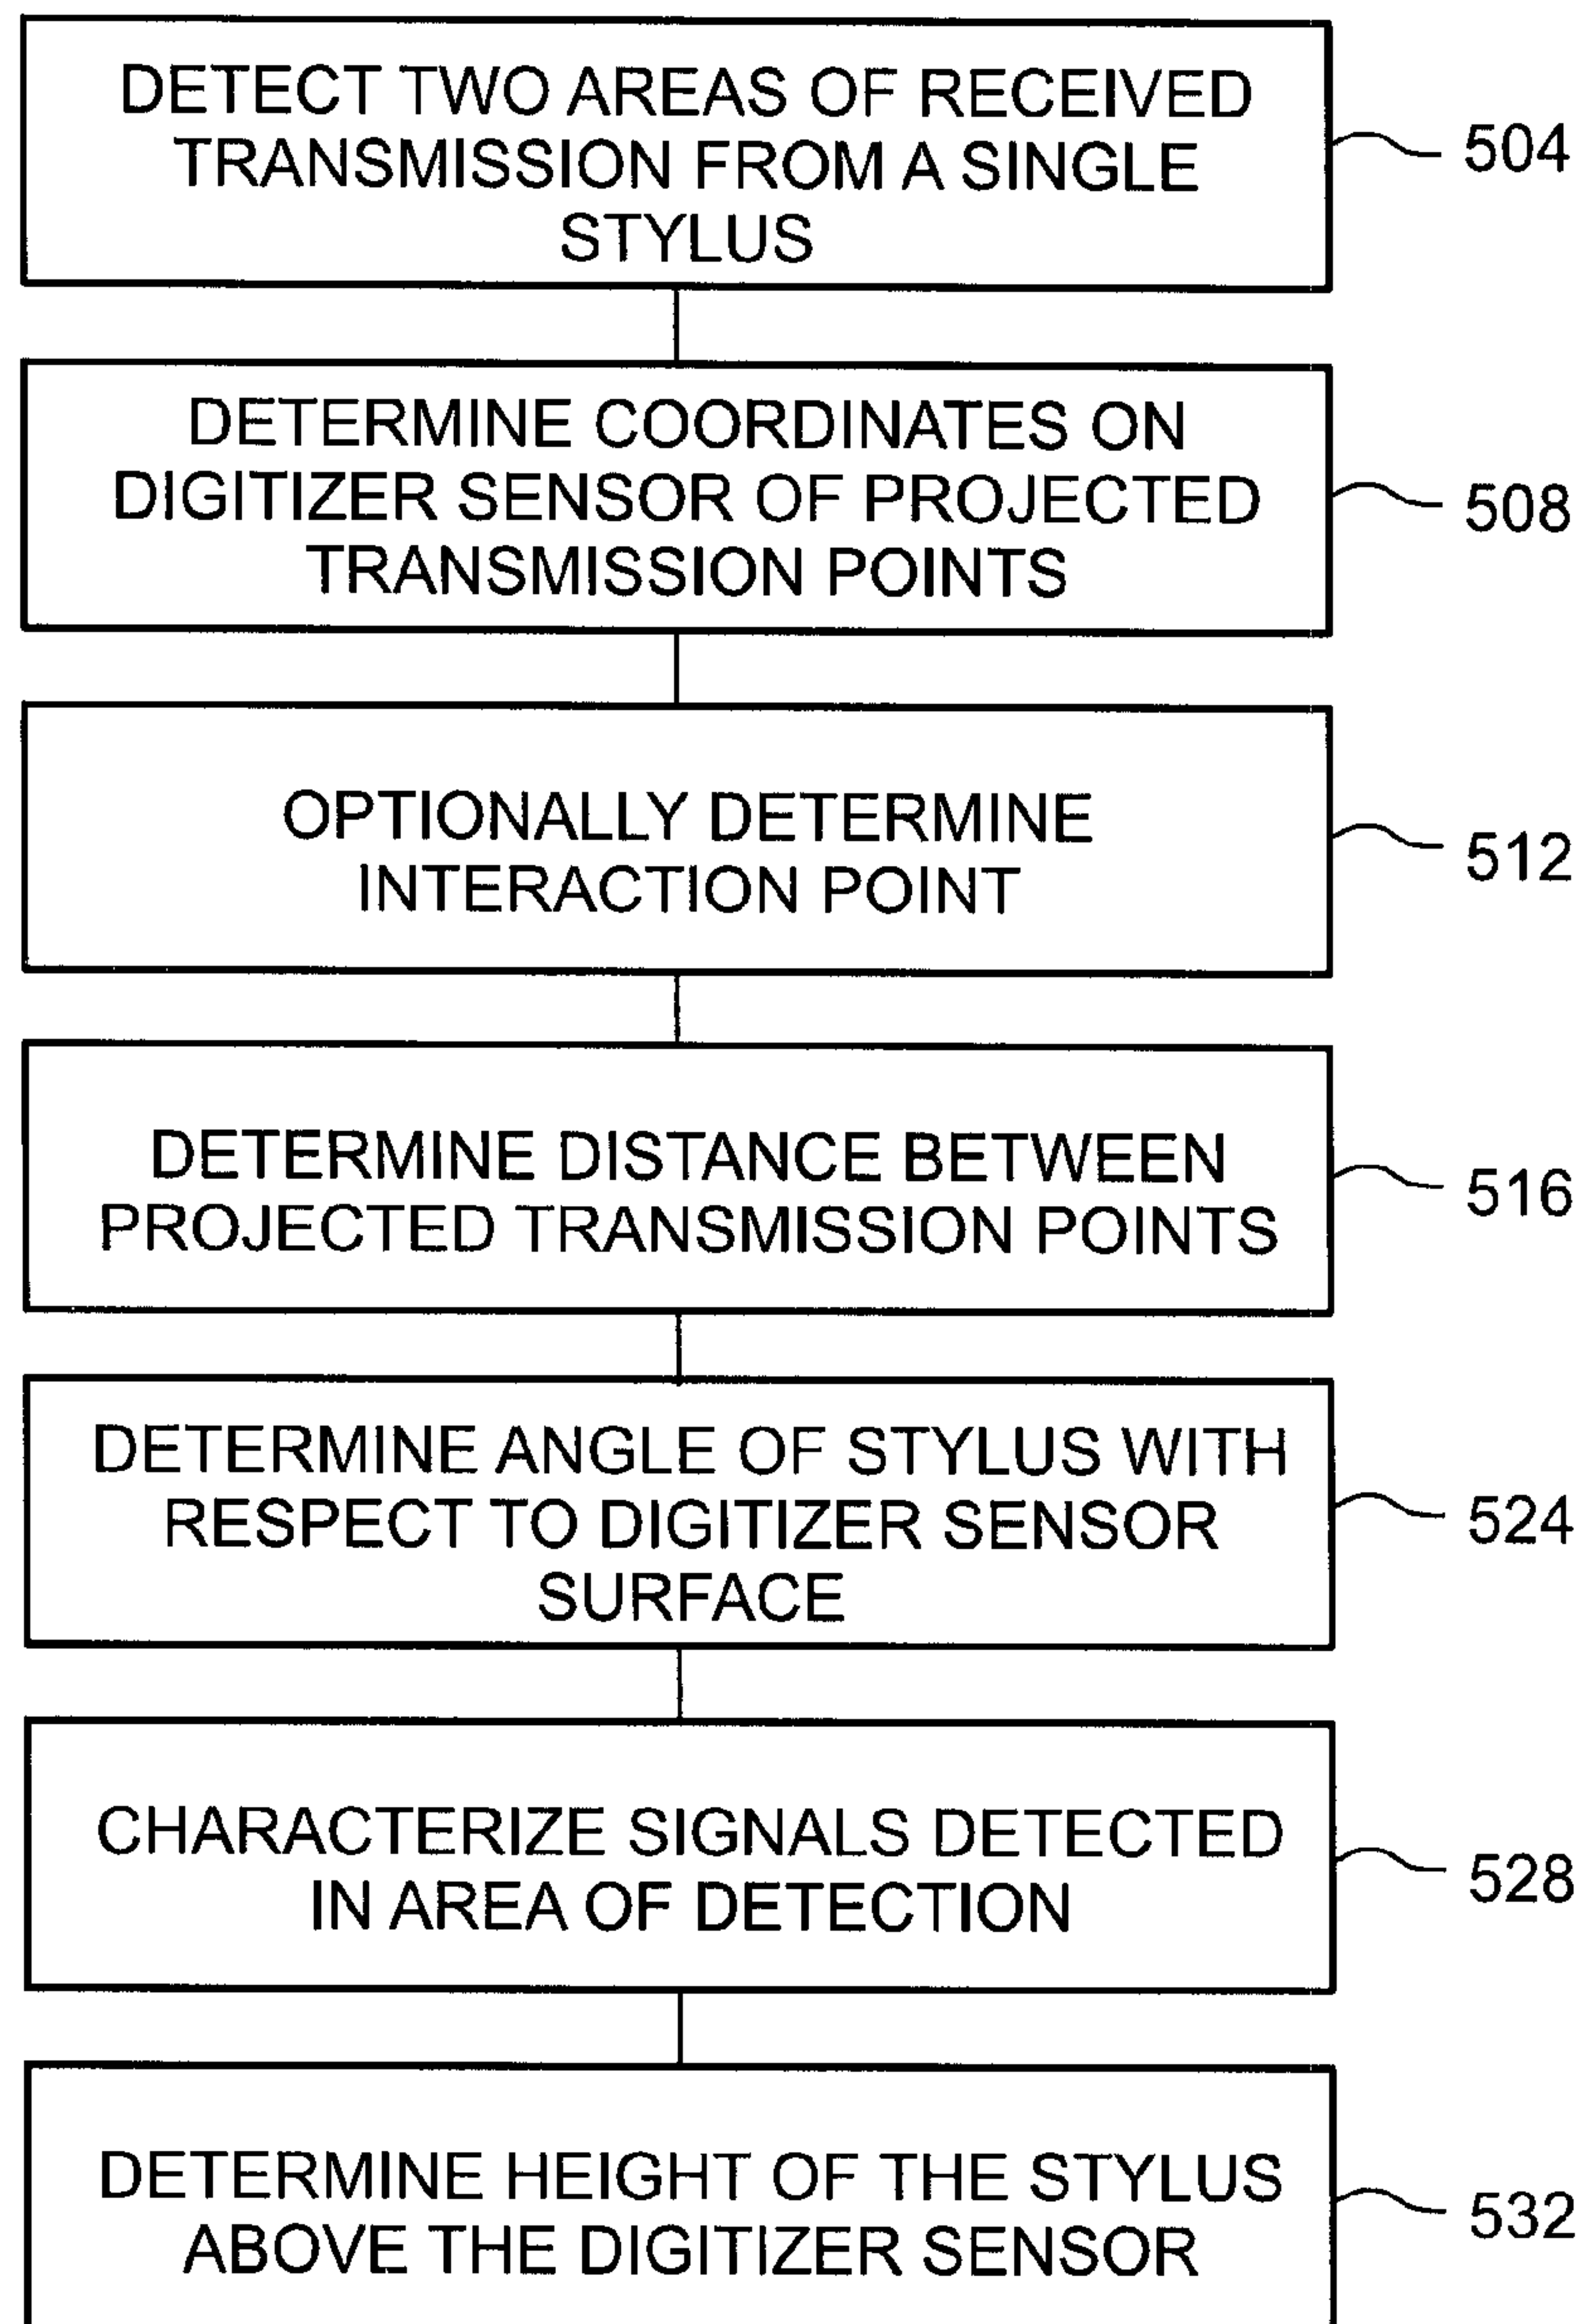 DETECT TWO AREAS OF RECEIVED
TRANSMISSION FROM A SINGLE
STYLUS
504
DETERMINE COORDINATES ON
DIGITIZER SENSOR OF PROJECTED
TRANSMISSION POINTS
508
OPTIONALLY DETERMINE
INTERACTION POINT
512
DETERMINE DISTANCE BETWEEN
PROJECTED TRANSMISSION POINTS
516
DETERMINE ANGLE OF STYLUS WITH
RESPECT TO DIGITIZER SENSOR
SURFACE
524
CHARACTERIZE SIGNALS DETECTED
IN AREA OF DETECTION
528
DETERMINE HEIGHT OF THE STYLUS
ABOVE THE DIGITIZER SENSOR
532